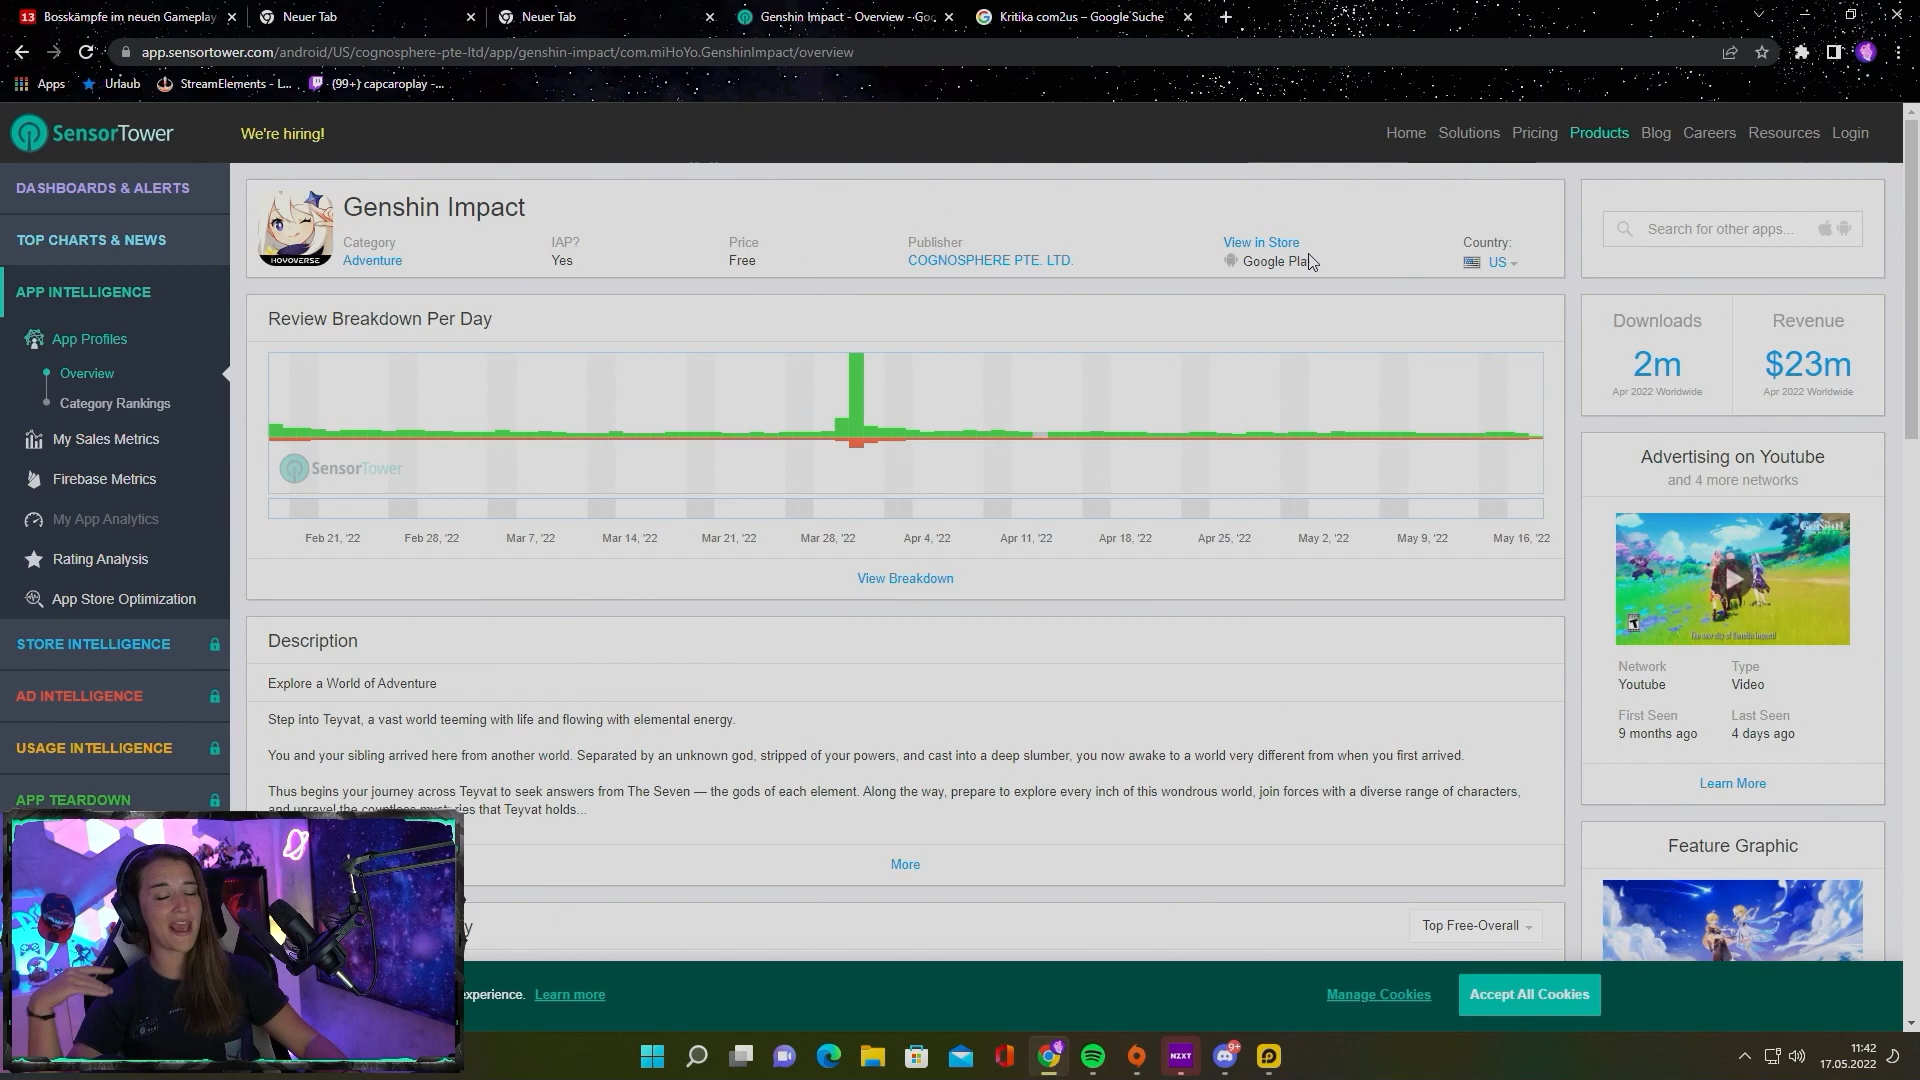 Bosskämpfe im neuen Gameplay
Neuer Tab
Neuer Tab
Genshin Impact - Overview - Goo
Kritika com2us – Google Suche
app.sensortower.com/android/US/cognosphere-pte-ltd/app/genshin-impact/com.miHoYo.GenshinImpact/overview
Apps
Urlaub
StreamElements - L...
(99+) capcaroplay -...
SensorTower
We're hiring!
Home Solutions Pricing Products Blog Careers Resources Login
DASHBOARDS & ALERTS
TOP CHARTS & NEWS
APP INTELLIGENCE
App Profiles
Overview
Category Rankings
My Sales Metrics
Firebase Metrics
My App Analytics
Rating Analysis
App Store Optimization
STORE INTELLIGENCE
AD INTELLIGENCE
USAGE INTELLIGENCE
APP TEARDOWN
HOYOVERSE
Genshin Impact
Category
Adventure
IAP?
Yes
Price
Free
Publisher
COGNOSPHERE PTE. LTD.
View in Store
Google Pla
Country:
US
Search for other apps...
Review Breakdown Per Day
SensorTower
Feb 21, '22 Feb 28, '22 Mar 7, '22 Mar 14, '22 Mar 21, '22 Mar 28, '22 Apr 4, '22 Apr 11, '22 Apr 18, '22 Apr 25, '22 May 2, '22 May 9, '22 May 16, '22
View Breakdown
Downloads
2m
Apr 2022 Worldwide
Revenue
$23m
Apr 2022 Worldwide
Description
Explore a World of Adventure
Step into Teyvat, a vast world teeming with life and flowing with elemental energy.
You and your sibling arrived here from another world. Separated by an unknown god, stripped of your powers, and cast into a deep slumber, you now awake to a world very different from when you first arrived.
Thus begins your journey across Teyvat to seek answers from The Seven — the gods of each element. Along the way, prepare to explore every inch of this wondrous world, join forces with a diverse range of characters,
and unravel the countless mysteries that Teyvat holds...
More
Top Free-Overall
Advertising on Youtube
and 4 more networks
GENSHIN
Network
Youtube
Type
Video
First Seen
9 months ago
Last Seen
4 days ago
Learn More
Feature Graphic
experience. Learn more
Manage Cookies
Accept All Cookies
NZXT
9+
11:42
17.05.2022